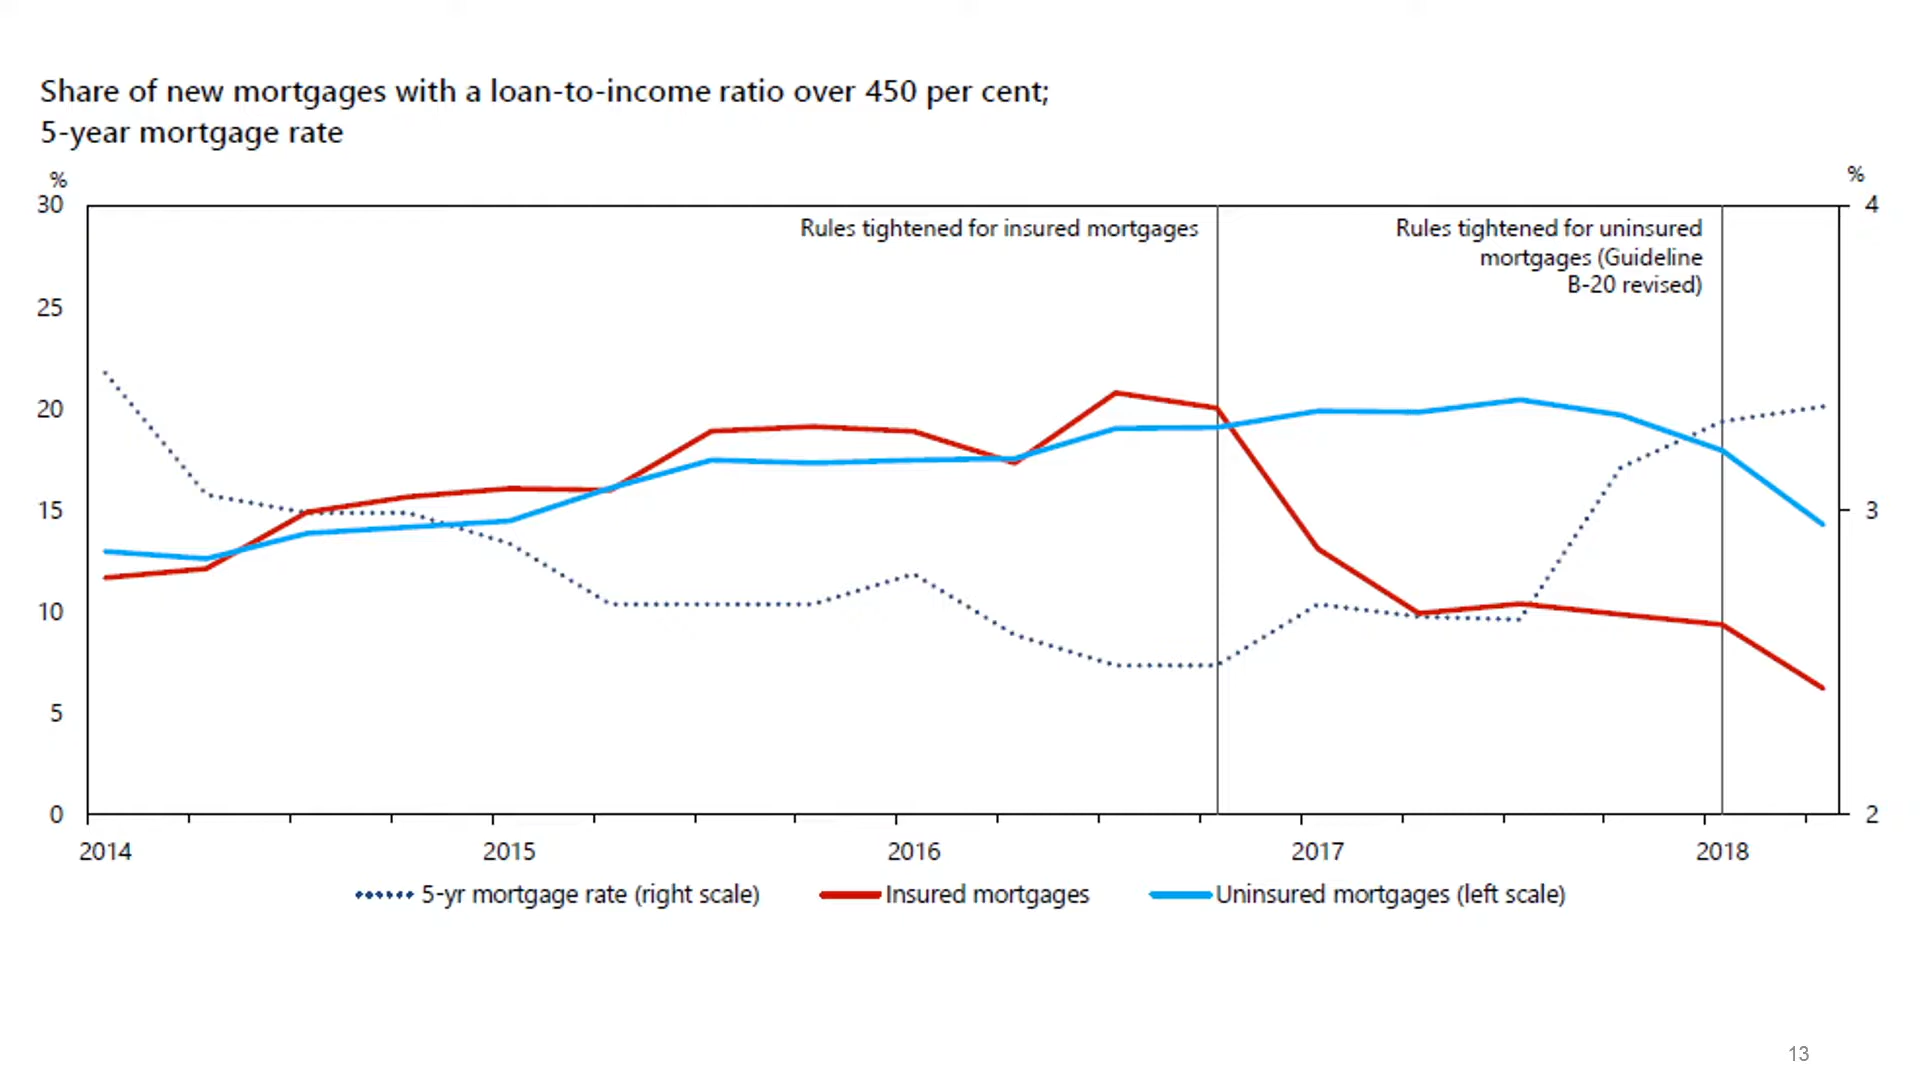 Share of new mortgages with a loan-to-income ratio over 450 per cent;
5-year mortgage rate
%
%
30
4
Rules tightened for insured mortgages
Rules tightened for uninsured
mortgages (Guideline
B-20 revised)
25
20
15
3
10
5
0
2
2014
2015
2016
2017
2018
5-yr mortgage rate (right scale)
Insured mortgages
Uninsured mortgages (left scale)
13